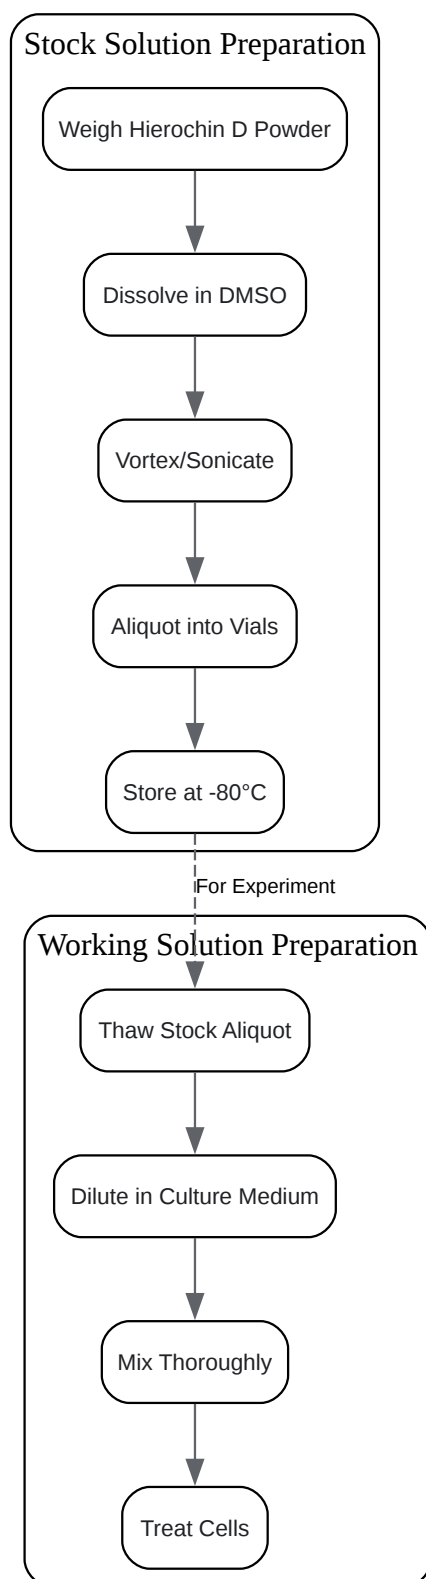 Stock Solution Preparation
Weigh Hierochin D Powder
Dissolve in DMSO
Vortex/Sonicate
Aliquot into Vials
Store at -80°C
For Experiment
Working Solution Preparation
Thaw Stock Aliquot
Dilute in Culture Medium
Mix Thoroughly
Treat Cells